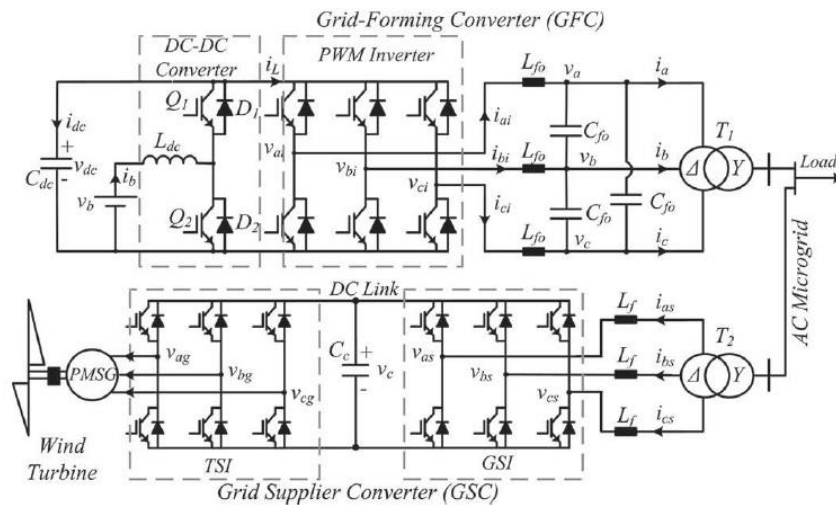 Grid-Forming Converter (GFC)
DC-DC
Converter
PWM Inverter
i_L
L_fo
v_a
i_a
Q_1
D_1
i_dc
i_ai
C_fo
T_1
L_dc
v_ai
+
v_dc
-
C_dc
i_b
v_bi
i_bi
L_fo
v_b
i_b
Δ
Y
Load
v_b
v_ci
i_ci
C_fo
C_fo
Q_2
D_2
L_fo
v_c
i_c
AC Microgrid
DC Link
L_f
i_as
T_2
v_ag
C_c
+
v_c
-
v_as
PMSG
v_bg
v_bs
L_f
i_bs
Δ
Y
v_cg
v_cs
L_f
i_cs
Wind
Turbine
TSI
GSI
Grid Supplier Converter (GSC)